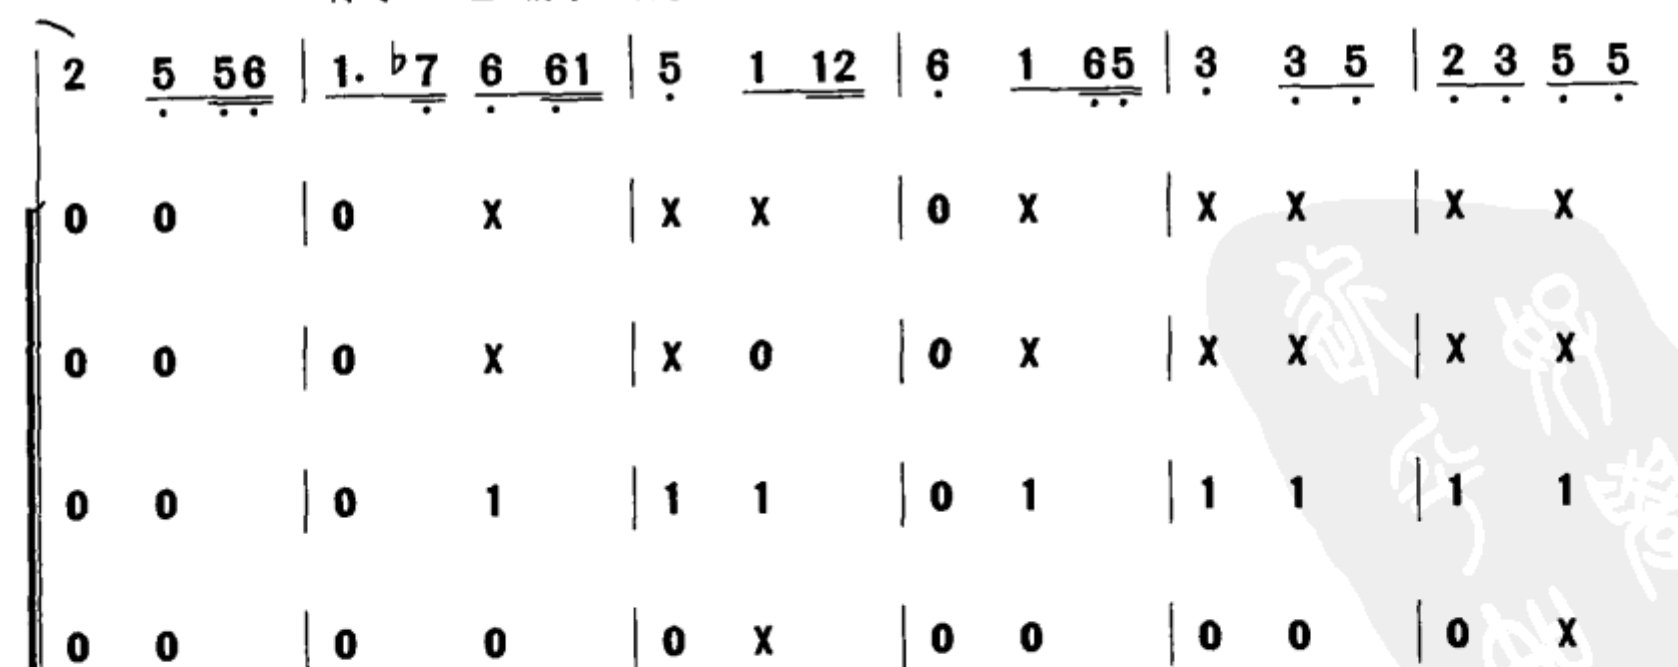 2 5 56 | 1. ♭7 6 61 | 5 1 12 | 6 1 65 | 3 3 5 | 2 3 5 5
0 0 | 0 X | X X | 0 X | X X | X X
0 0 | 0 X | X 0 | 0 X | X X | X X
0 0 | 0 1 | 1 1 | 0 1 | 1 1 | 1 1
0 0 | 0 0 | 0 X | 0 0 | 0 0 | 0 X